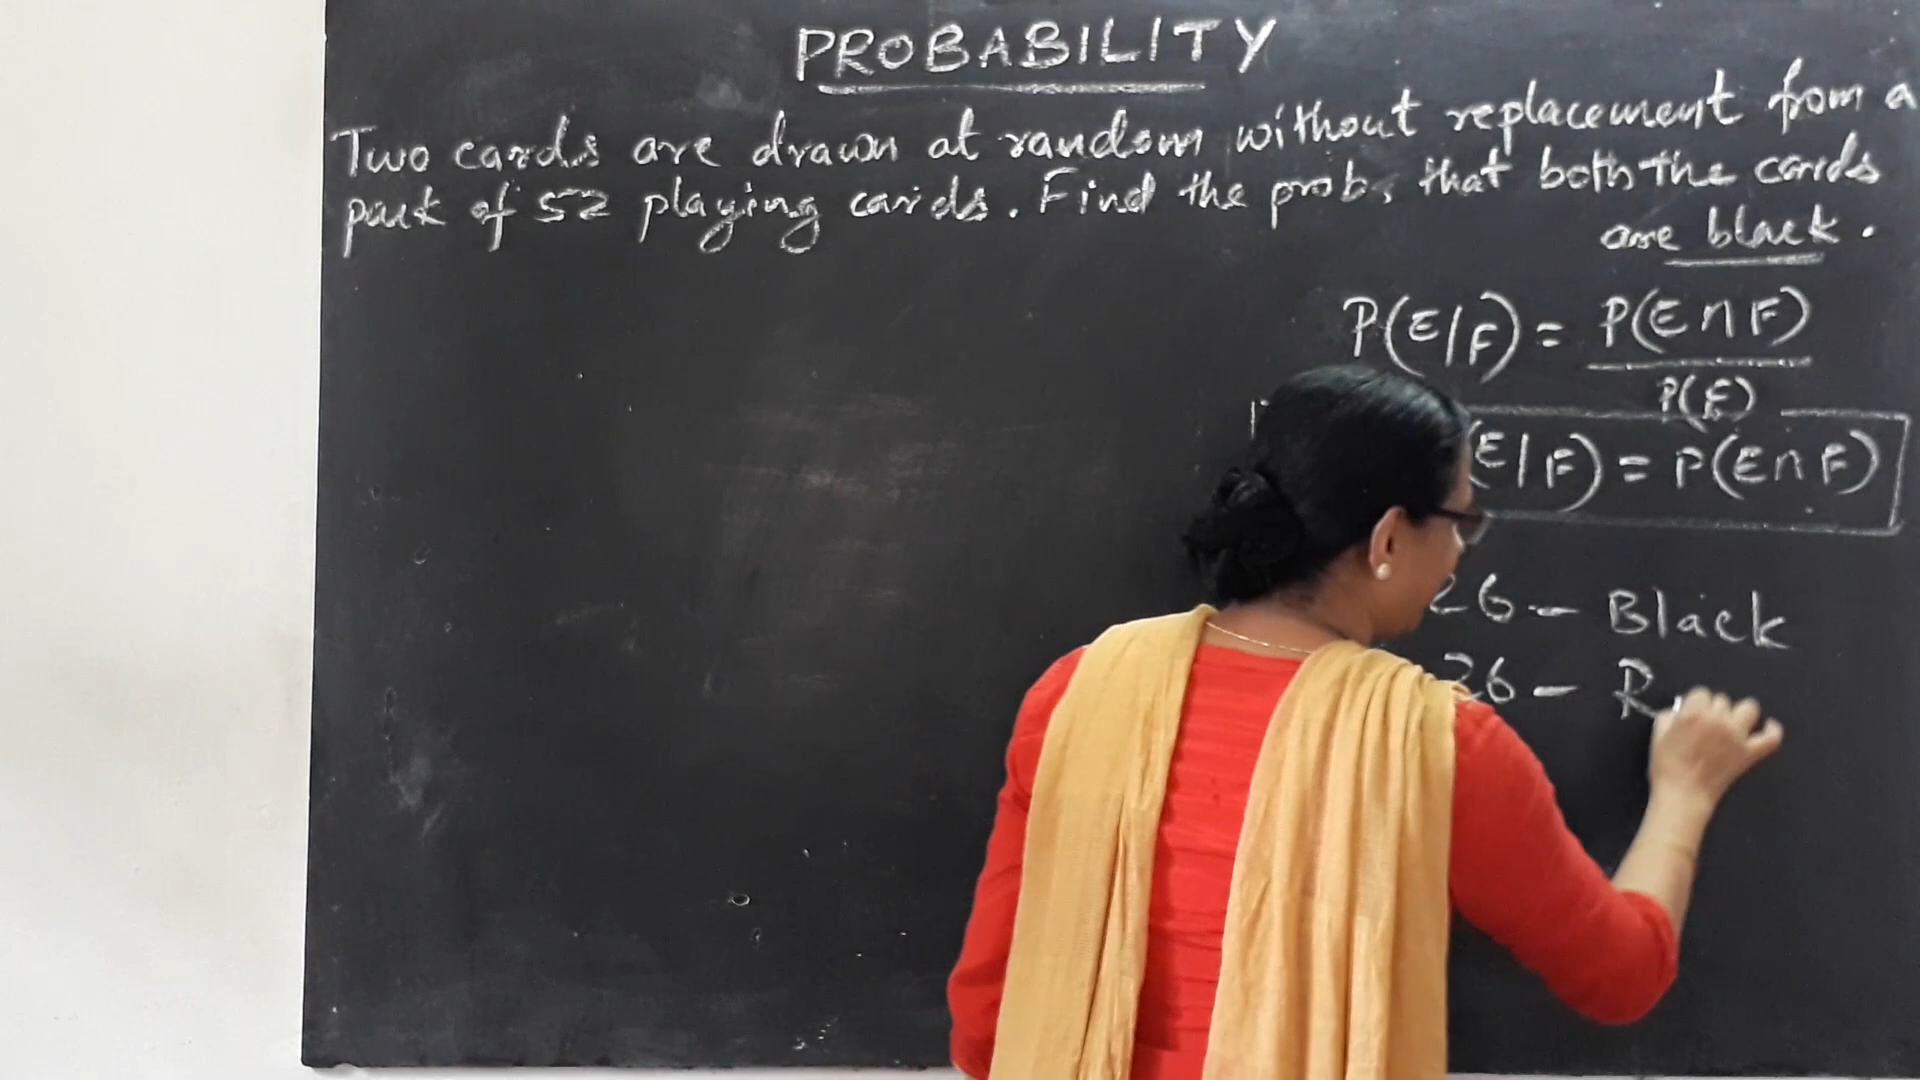 PROBABILITY
Two cards are drawn at random without replacement from a
pack of 52 playing cards. Find the prob. that both the cards
are black.
P(E/F) = P(E∩F)
P(F)
(E/F) = P(E∩F)
26 - Black
26 - R